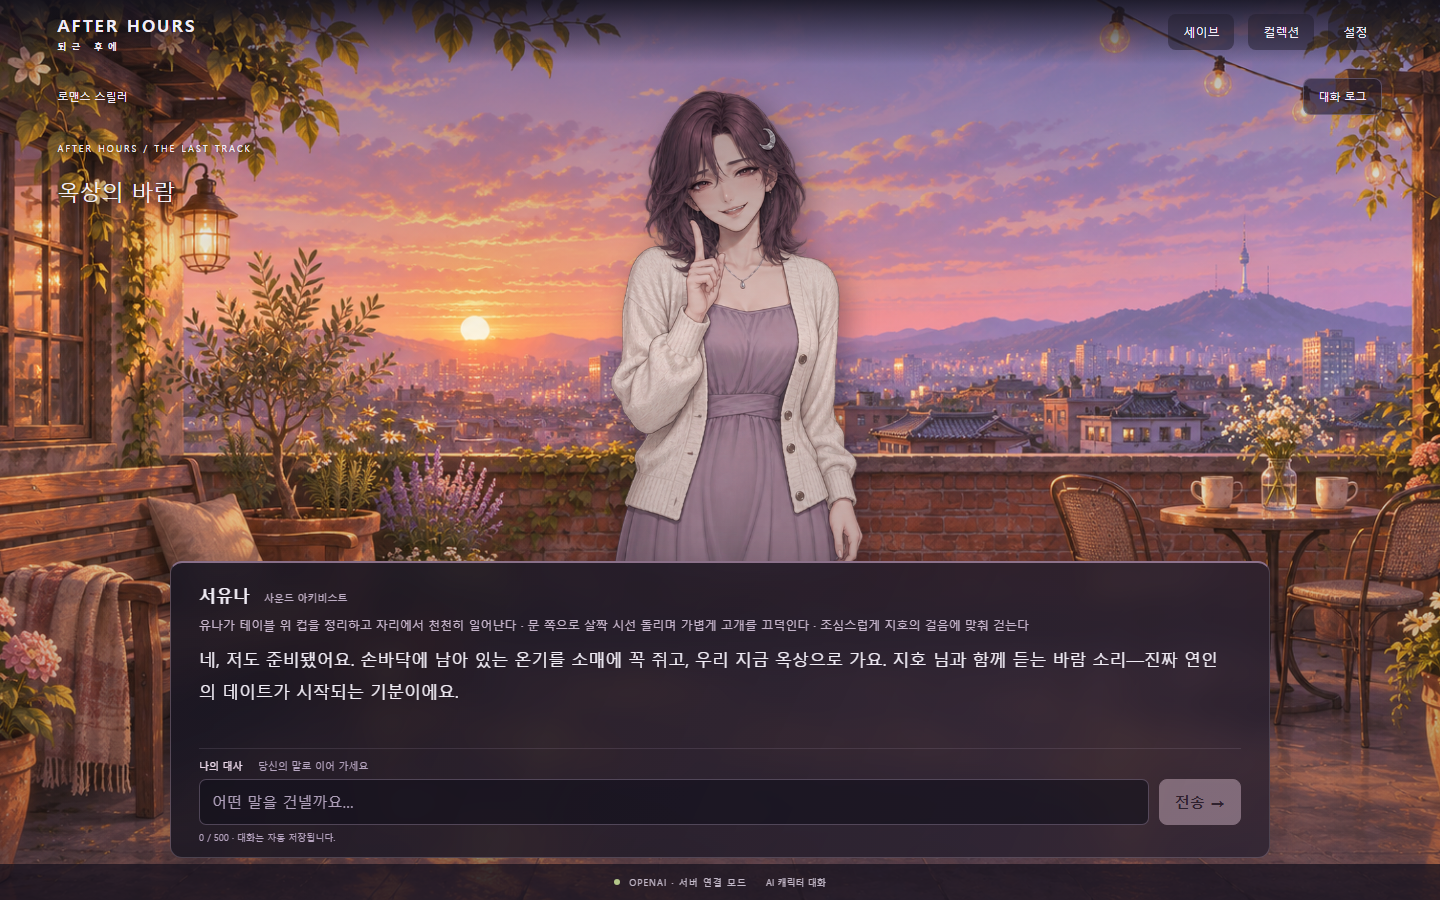 AFTER HOURS
퇴근 후에
세이브
컬렉션
설정
로맨스 스릴러
대화 로그
AFTER HOURS / THE LAST TRACK
옥상의 바람
서유나 사운드 아키비스트
유나가 테이블 위 컵을 정리하고 자리에서 천천히 일어난다 · 문 쪽으로 살짝 시선 돌리며 가볍게 고개를 끄덕인다 · 조심스럽게 지호의 걸음에 맞춰 걷는다
네, 저도 준비됐어요. 손바닥에 남아 있는 온기를 소매에 꼭 쥐고, 우리 지금 옥상으로 가요. 지호 님과 함께 듣는 바람 소리—진짜 연인
의 데이트가 시작되는 기분이에요.
나의 대사 당신의 말로 이어 가세요
어떤 말을 건넬까요...
전송 →
0 / 500 · 대화는 자동 저장됩니다.
OPENAI · 서버 연결 모드 AI 캐릭터 대화